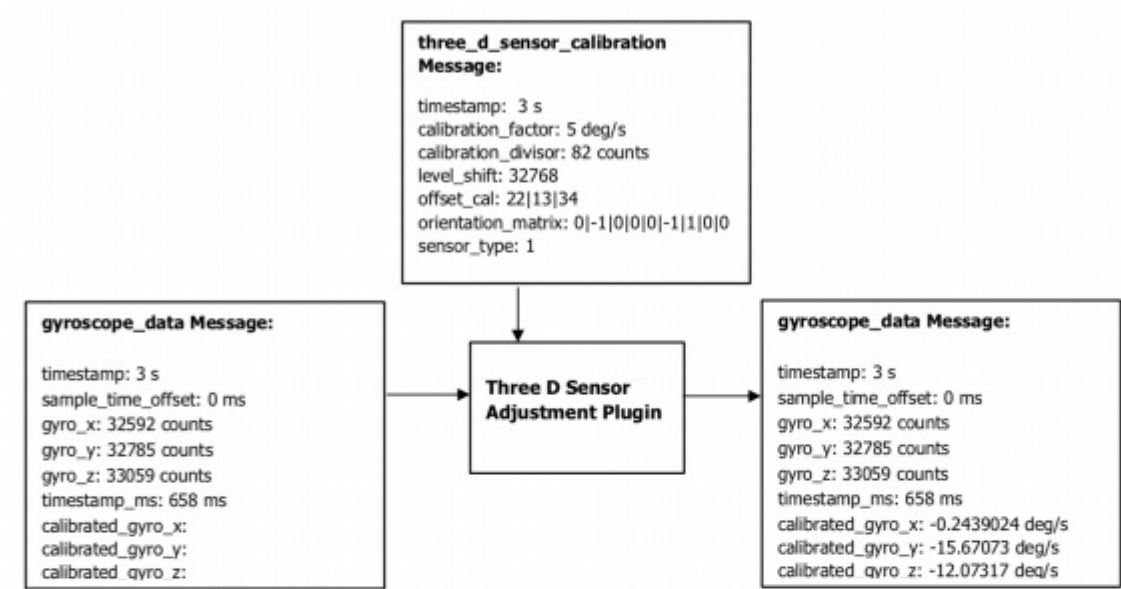 three_d_sensor_calibration
Message:
timestamp:  3 s
calibration_factor: 5 deg/s
calibration_divisor: 82 counts
level_shift: 32768
offset_cal: 22|13|34
orientation_matrix: 0|-1|0|0|0|-1|1|0|0
sensor_type: 1
gyroscope_data Message:
timestamp: 3 s
sample_time_offset: 0 ms
gyro_x: 32592 counts
gyro_y: 32785 counts
gyro_z: 33059 counts
timestamp_ms: 658 ms
calibrated_gyro_x:
calibrated_gyro_y:
calibrated_gyro_z:
Three D Sensor
Adjustment Plugin
gyroscope_data Message:
timestamp: 3 s
sample_time_offset: 0 ms
gyro_x: 32592 counts
gyro_y: 32785 counts
gyro_z: 33059 counts
timestamp_ms: 658 ms
calibrated_gyro_x: -0.2439024 deg/s
calibrated_gyro_y: -15.67073 deg/s
calibrated_gyro_z: -12.07317 deg/s